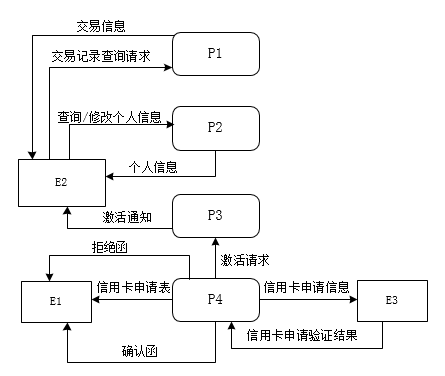 交易信息
交易记录查询请求
P1
查询/修改个人信息
P2
个人信息
E2
P3
激活通知
拒绝函
激活请求
信用卡申请表
信用卡申请信息
E1
P4
E3
信用卡申请验证结果
确认函